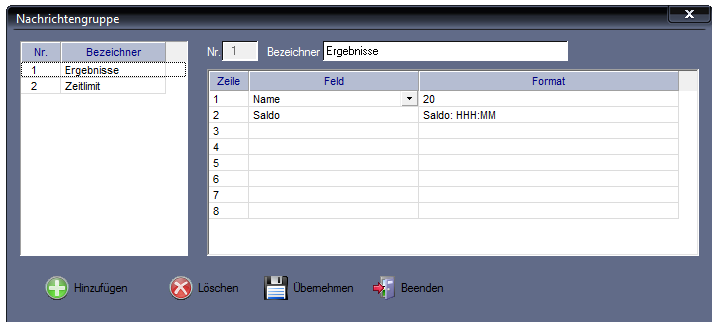 Nachrichtengruppe
X
Nr. Bezeichner
1 Ergebnisse
2 Zeitlimit
Nr. 1 Bezeichner Ergebnisse
Zeile Feld Format
1 Name 20
2 Saldo Saldo: HHH:MM
3
4
5
6
7
8
Hinzufügen Löschen Übernehmen Beenden